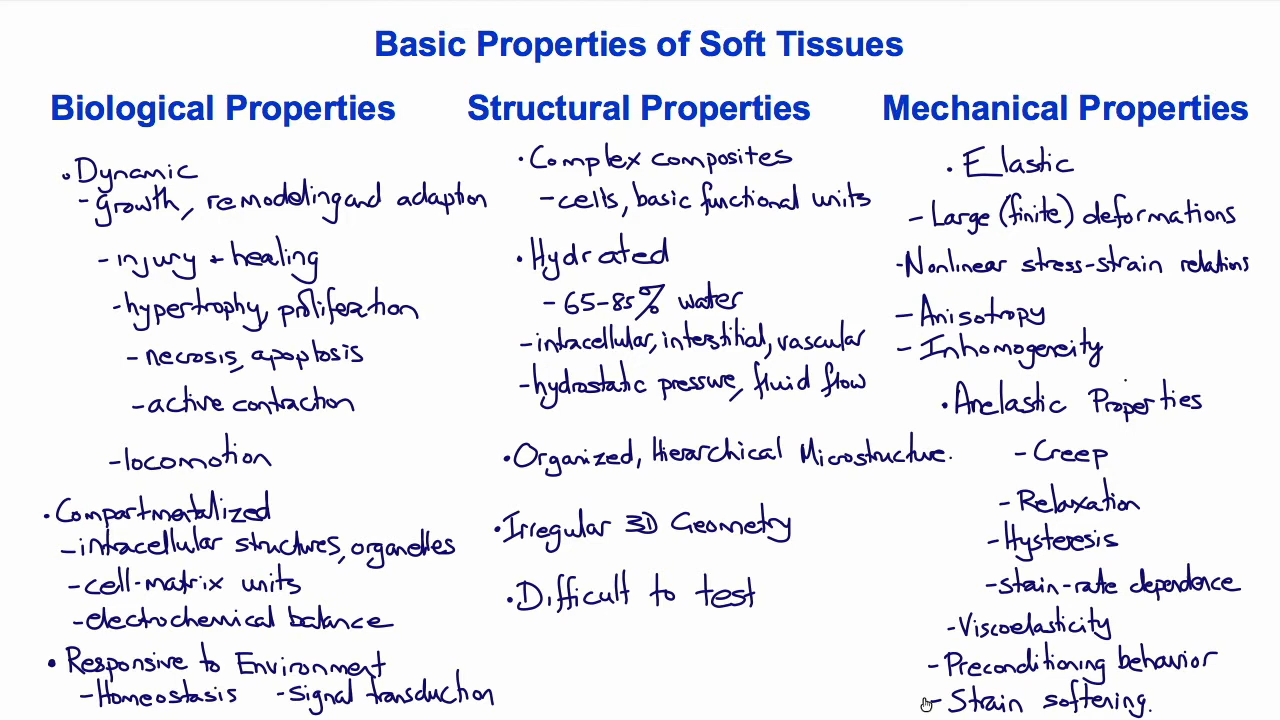 Basic Properties of Soft Tissues
Biological Properties
• Dynamic
- growth, remodeling and adaption
- injury + healing
- hypertrophy, proliferation
- necrosis, apoptosis
- active contraction
- locomotion
• Compartmentalized
- intracellular structures, organelles
- cell-matrix units
- electrochemical balance
• Responsive to Environment
- Homeostasis - Signal transduction
Structural Properties
• Complex composites
- cells, basic functional units
• Hydrated
- 65-85% water
- intracellular, interstitial, vascular
- hydrostatic pressure, fluid flow
• Organized, Hierarchical Microstructure.
• Irregular 3D Geometry
• Difficult to test
Mechanical Properties
• Elastic
- Large (finite) deformations
- Nonlinear stress-strain relations
- Anisotropy
- Inhomogeneity
• Anelastic Properties
- Creep
- Relaxation
- Hysteresis
- stain-rate dependence
- Viscoelasticity
- Preconditioning behavior
- Strain softening.